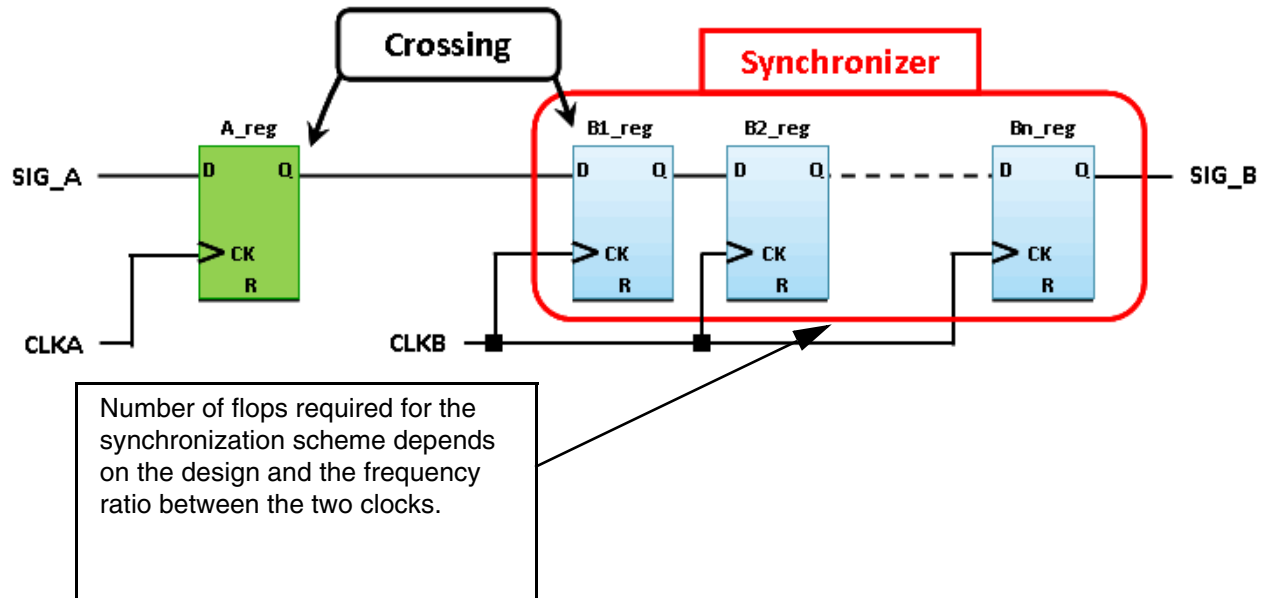 Crossing
Synchronizer
A_reg
B1_reg
B2_reg
Bn_reg
SIG_A
D Q
D Q
D Q
D Q
SIG_B
CK
CK
CK
CK
R
R
R
R
CLKA
CLKB
Number of flops required for the
synchronization scheme depends
on the design and the frequency
ratio between the two clocks.